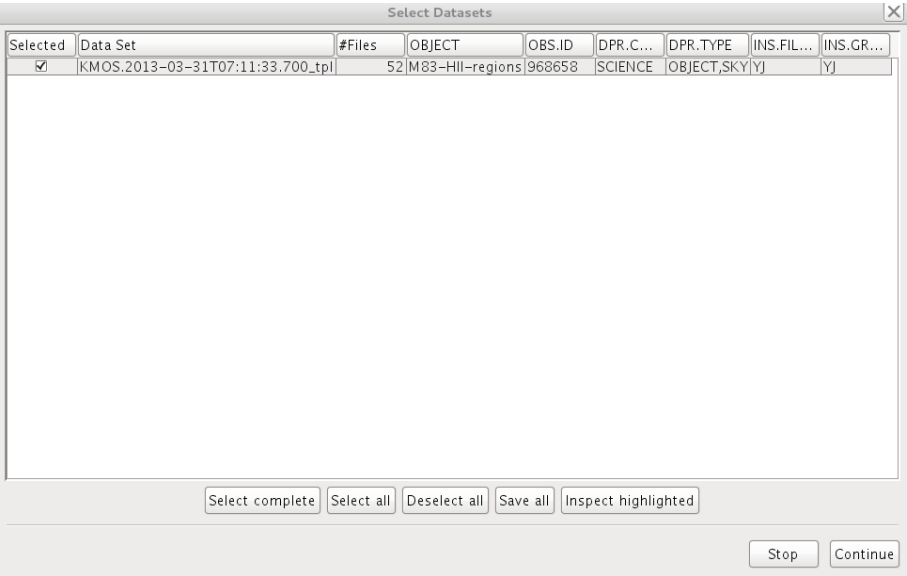 Select Datasets
Selected Data Set #Files OBJECT OBS.ID DPR.C... DPR.TYPE INS.FIL... INS.GR...
KMOS.2013-03-31T07:11:33.700_tpl 52 M83-HII-regions 968658 SCIENCE OBJECT,SKY YJ YJ
Select complete Select all Deselect all Save all Inspect highlighted
Stop Continue